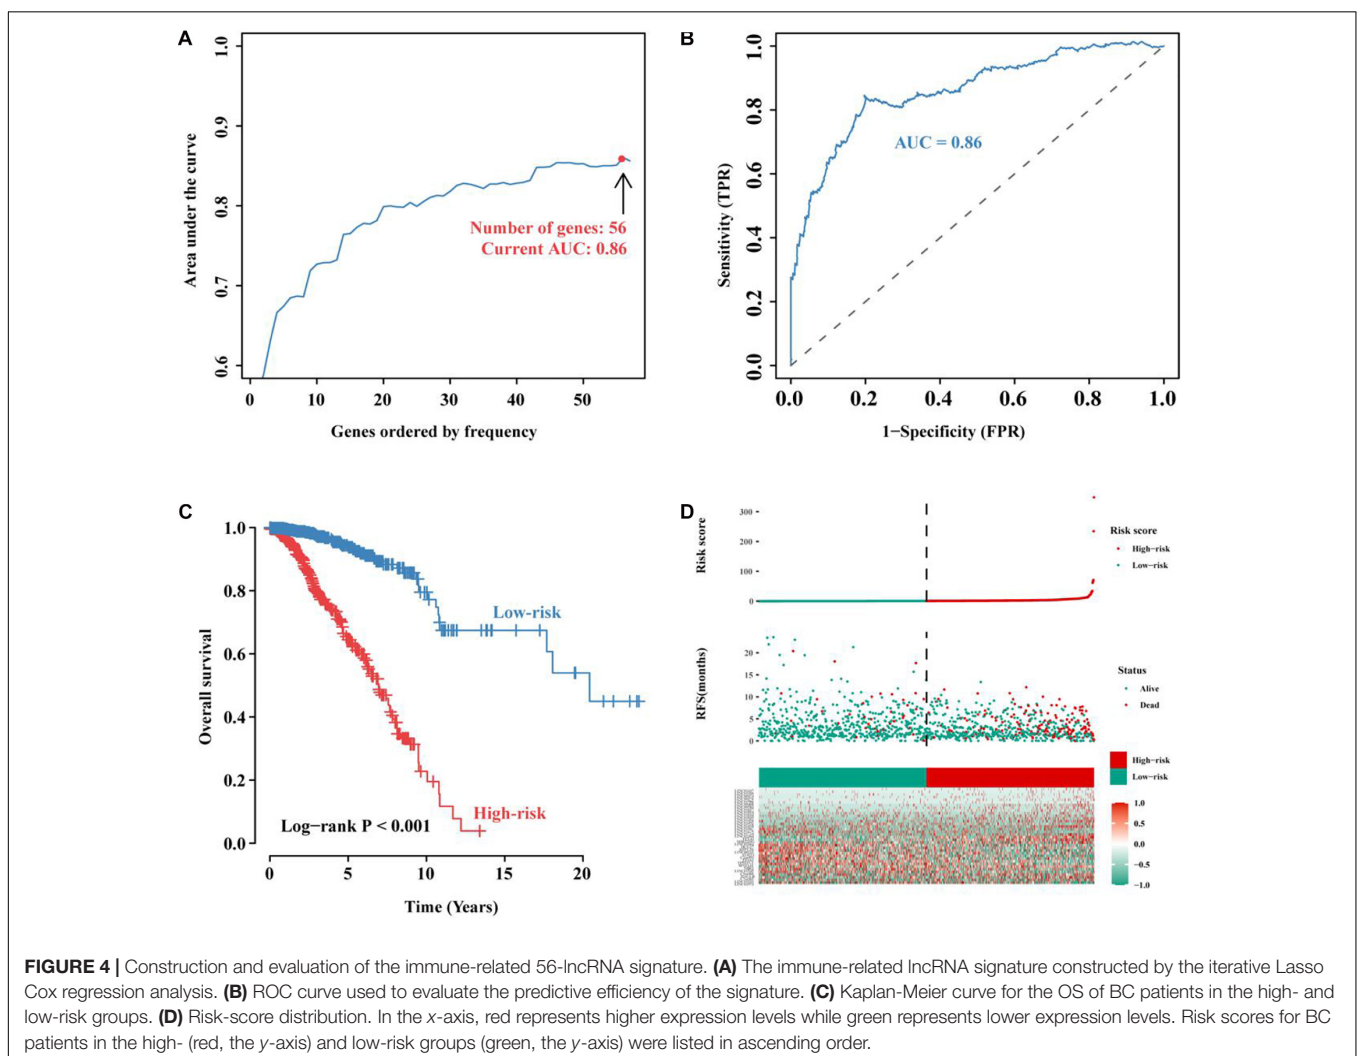 A
1.0
0.9
0.8
0.7
0.6
Area under the curve
Number of genes: 56
Current AUC: 0.86
0 10 20 30 40 50
Genes ordered by frequency
B
1.0
0.8
0.6
0.4
0.2
0.0
Sensitivity (TPR)
AUC = 0.86
0.0 0.2 0.4 0.6 0.8 1.0
1−Specificity (FPR)
C
1.0
0.8
0.6
0.4
0.2
0.0
Overall survival
Low-risk
High-risk
Log−rank P < 0.001
0 5 10 15 20
Time (Years)
D
300
200
100
0
Risk score
Risk score
High−risk
Low−risk
20
15
10
5
0
RFS(months)
Status
Alive
Dead
High−risk
Low−risk
1.0
0.5
0.0
−0.5
−1.0
FIGURE 4 | Construction and evaluation of the immune-related 56-lncRNA signature. (A) The immune-related lncRNA signature constructed by the iterative Lasso
Cox regression analysis. (B) ROC curve used to evaluate the predictive efficiency of the signature. (C) Kaplan-Meier curve for the OS of BC patients in the high- and
low-risk groups. (D) Risk-score distribution. In the x-axis, red represents higher expression levels while green represents lower expression levels. Risk scores for BC
patients in the high- (red, the y-axis) and low-risk groups (green, the y-axis) were listed in ascending order.